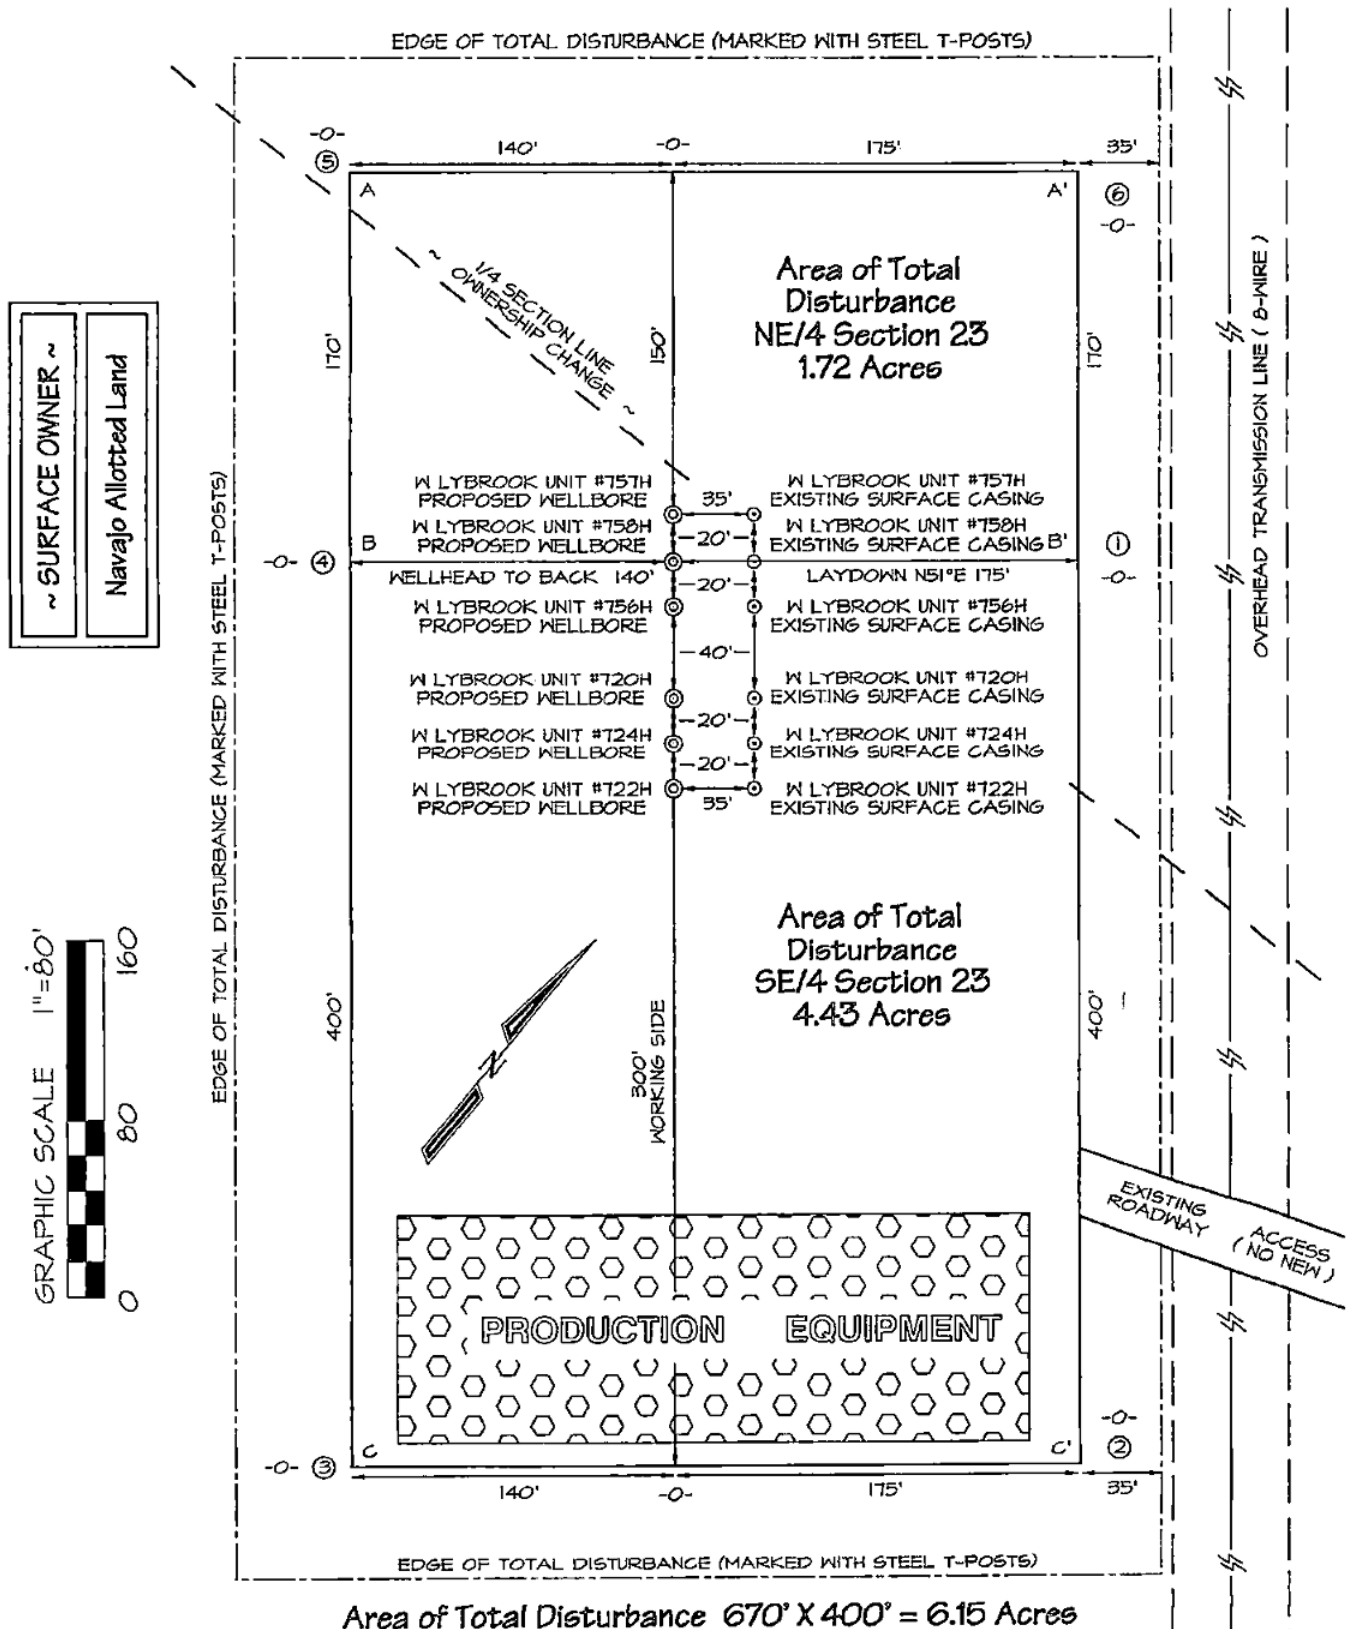 EDGE OF TOTAL DISTURBANCE (MARKED WITH STEEL T-POSTS)
-0-
5
140'
-0-
175'
35'
A
A'
6
-0-
~ 1/4 SECTION LINE
OWNERSHIP CHANGE ~
Area of Total
Disturbance
NE/4 Section 23
1.72 Acres
170'
150'
170'
~ SURFACE OWNER ~
Navajo Allotted Land
OVERHEAD TRANSMISSION LINE ( 8-WIRE )
EDGE OF TOTAL DISTURBANCE (MARKED WITH STEEL T-POSTS)
W LYBROOK UNIT #757H
PROPOSED WELLBORE
35'
W LYBROOK UNIT #757H
EXISTING SURFACE CASING
W LYBROOK UNIT #758H
PROPOSED WELLBORE
20'
W LYBROOK UNIT #758H
EXISTING SURFACE CASING
-0- 4
B
B'
1
-0-
WELLHEAD TO BACK 140'
20'
LAYDOWN N51°E 175'
W LYBROOK UNIT #756H
PROPOSED WELLBORE
W LYBROOK UNIT #756H
EXISTING SURFACE CASING
40'
W LYBROOK UNIT #720H
PROPOSED WELLBORE
W LYBROOK UNIT #720H
EXISTING SURFACE CASING
20'
W LYBROOK UNIT #724H
PROPOSED WELLBORE
W LYBROOK UNIT #724H
EXISTING SURFACE CASING
20'
W LYBROOK UNIT #722H
PROPOSED WELLBORE
35'
W LYBROOK UNIT #722H
EXISTING SURFACE CASING
Area of Total
Disturbance
SE/4 Section 23
4.43 Acres
GRAPHIC SCALE 1"=80'
0
80
160
400'
N
300'
WORKING SIDE
400'
EXISTING ACCESS
ROADWAY ( NO NEW )
PRODUCTION EQUIPMENT
-0- 3
C
C'
-0-
2
140'
-0-
175'
35'
EDGE OF TOTAL DISTURBANCE (MARKED WITH STEEL T-POSTS)
Area of Total Disturbance 670' X 400' = 6.15 Acres